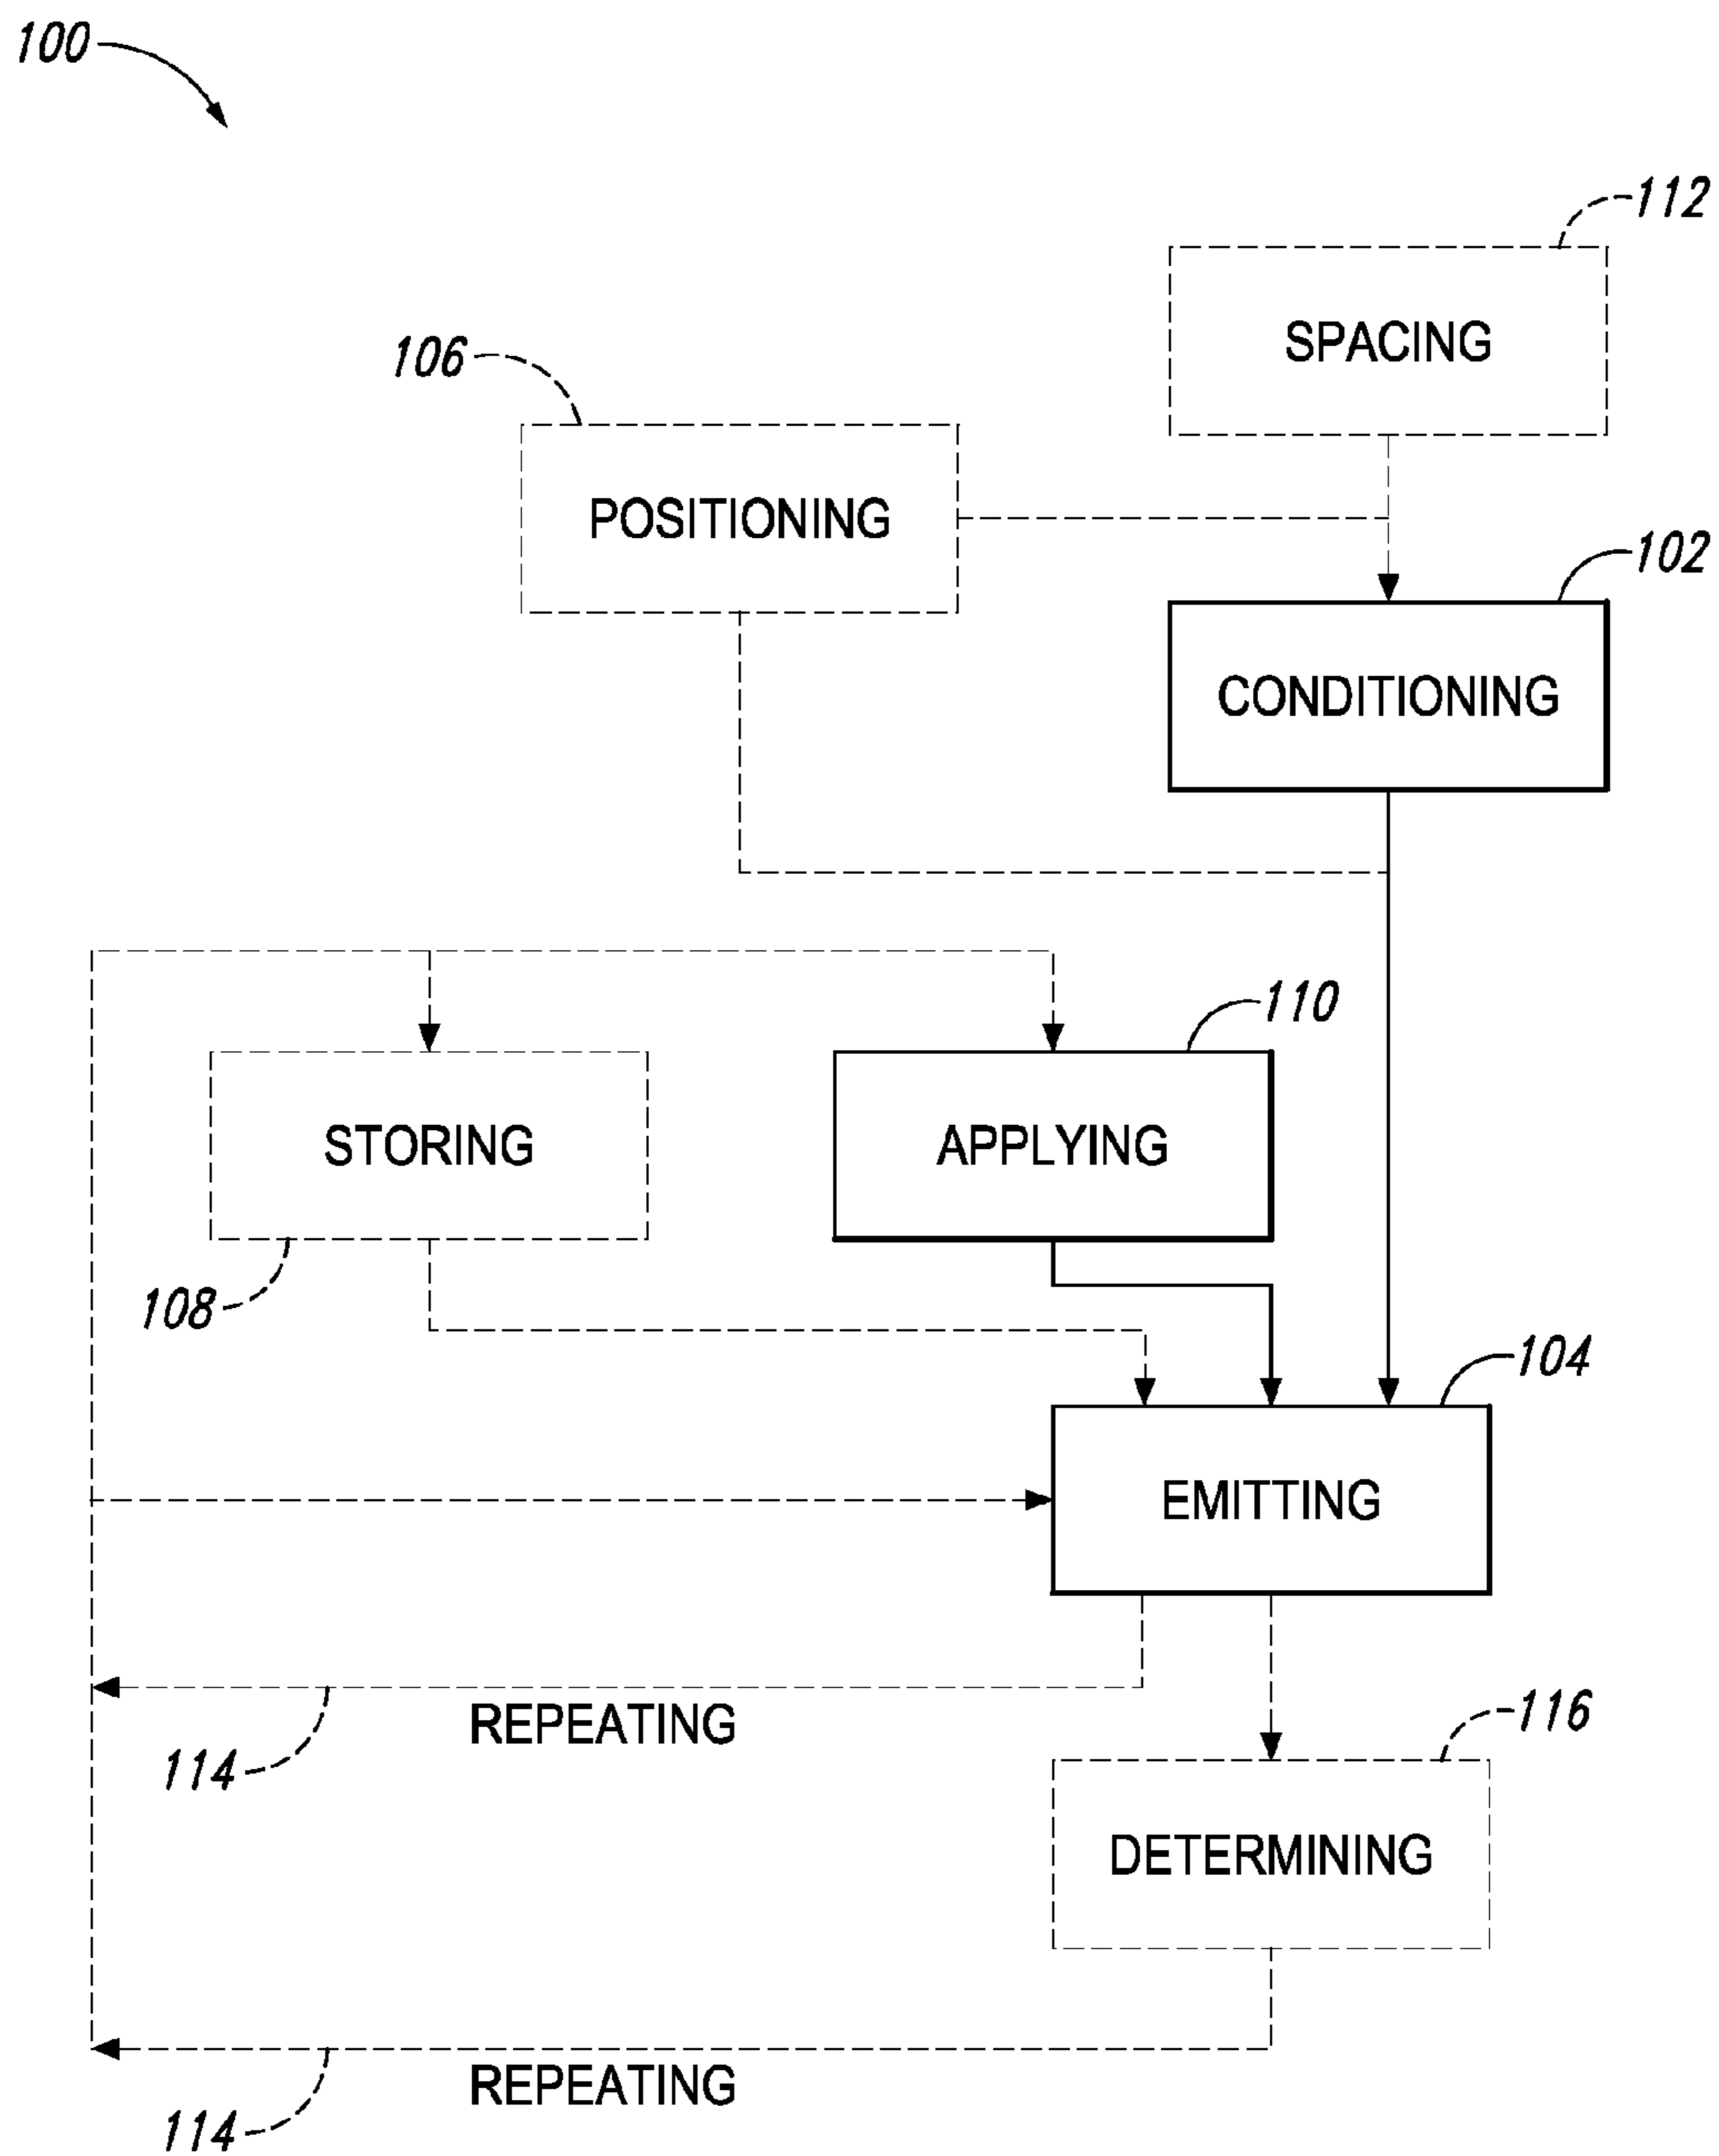 100
112
SPACING
106
POSITIONING
102
CONDITIONING
110
STORING
APPLYING
108
104
EMITTING
REPEATING
114
116
DETERMINING
REPEATING
114